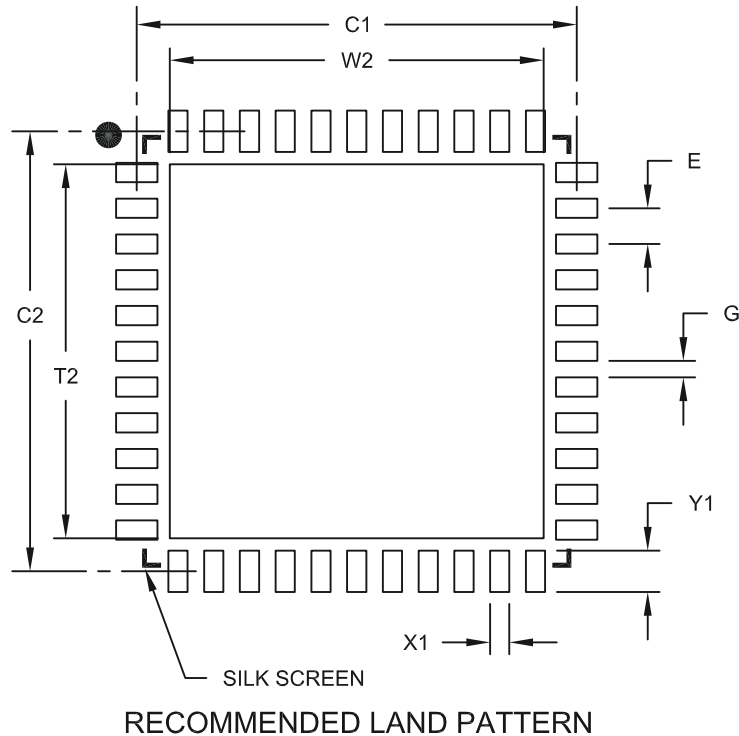 C1
W2
E
C2
G
T2
Y1
X1
SILK SCREEN
RECOMMENDED LAND PATTERN